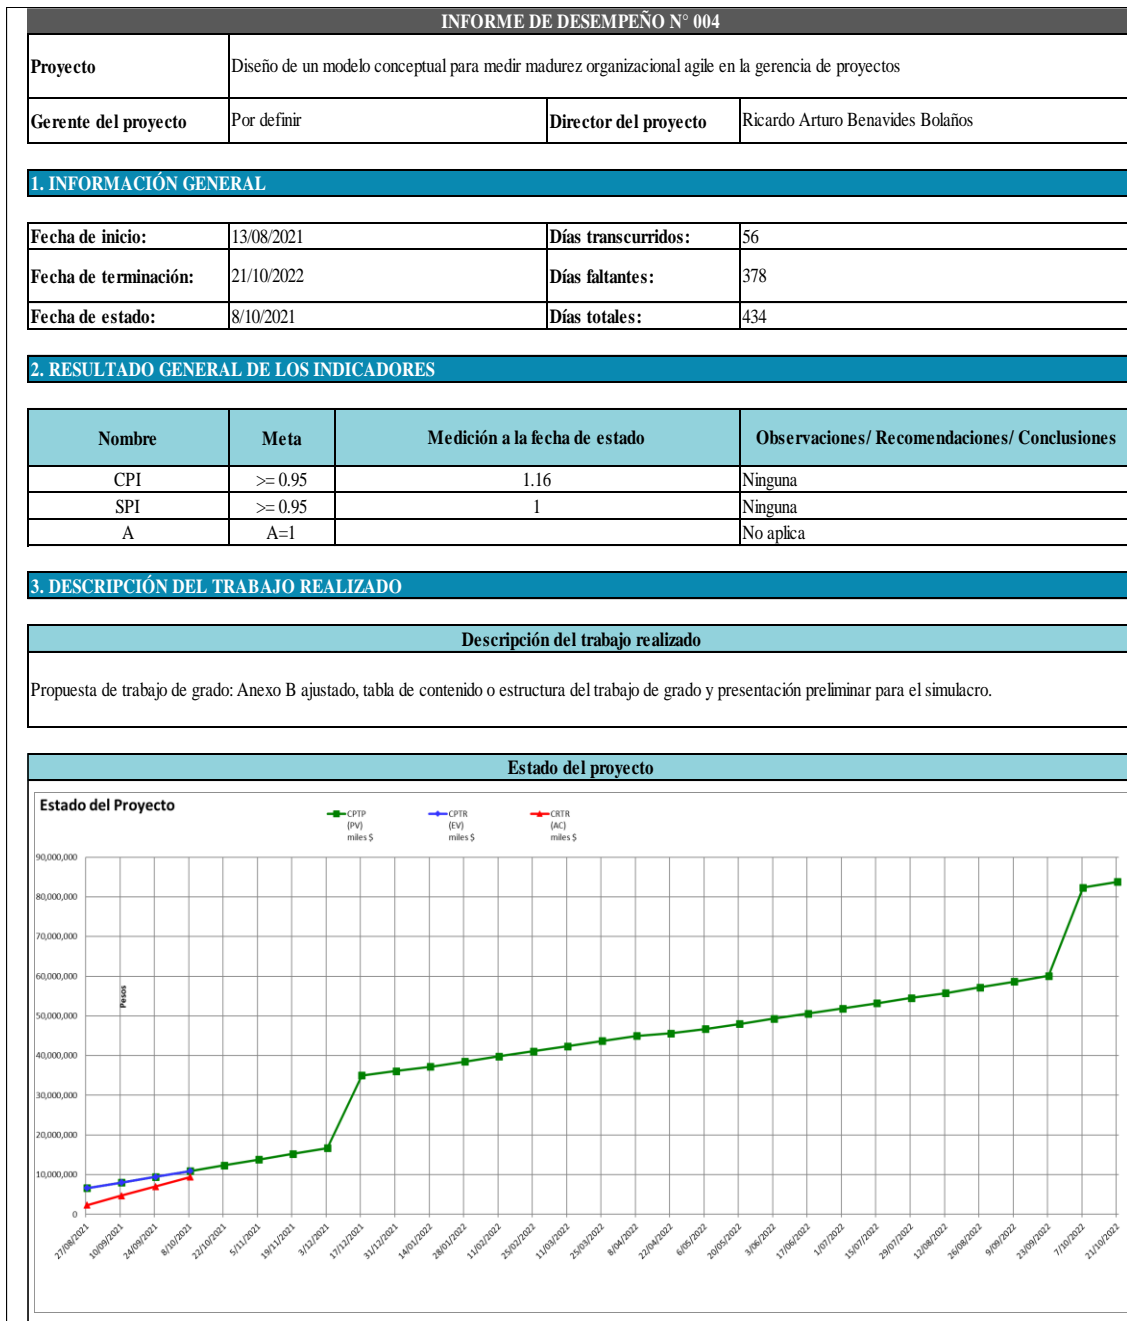 INFORME DE DESEMPEÑO N° 004
Proyecto Diseño de un modelo conceptual para medir madurez organizacional agile en la gerencia de proyectos
Gerente del proyecto Por definir Director del proyecto Ricardo Arturo Benavides Bolaños
1. INFORMACIÓN GENERAL
Fecha de inicio: 13/08/2021 Días transcurridos: 56
Fecha de terminación: 21/10/2022 Días faltantes: 378
Fecha de estado: 8/10/2021 Días totales: 434
2. RESULTADO GENERAL DE LOS INDICADORES
Nombre Meta Medición a la fecha de estado Observaciones/ Recomendaciones/ Conclusiones
CPI >= 0.95 1.16 Ninguna
SPI >= 0.95 1 Ninguna
A A=1 No aplica
3. DESCRIPCIÓN DEL TRABAJO REALIZADO
Descripción del trabajo realizado
Propuesta de trabajo de grado: Anexo B ajustado, tabla de contenido o estructura del trabajo de grado y presentación preliminar para el simulacro.
Estado del proyecto
Estado del Proyecto
CPTP CPTR CRTR
(PV) (EV) (AC)
miles $ miles $ miles $
90,000,000
80,000,000
70,000,000
60,000,000
Pesos
50,000,000
40,000,000
30,000,000
20,000,000
10,000,000
0
27/08/2021 10/09/2021 24/09/2021 8/10/2021 22/10/2021 5/11/2021 19/11/2021 3/12/2021 17/12/2021 31/12/2021 14/01/2022 28/01/2022 11/02/2022 25/02/2022 11/03/2022 25/03/2022 8/04/2022 22/04/2022 6/05/2022 20/05/2022 3/06/2022 17/06/2022 1/07/2022 15/07/2022 29/07/2022 12/08/2022 26/08/2022 9/09/2022 23/09/2022 7/10/2022 21/10/2022